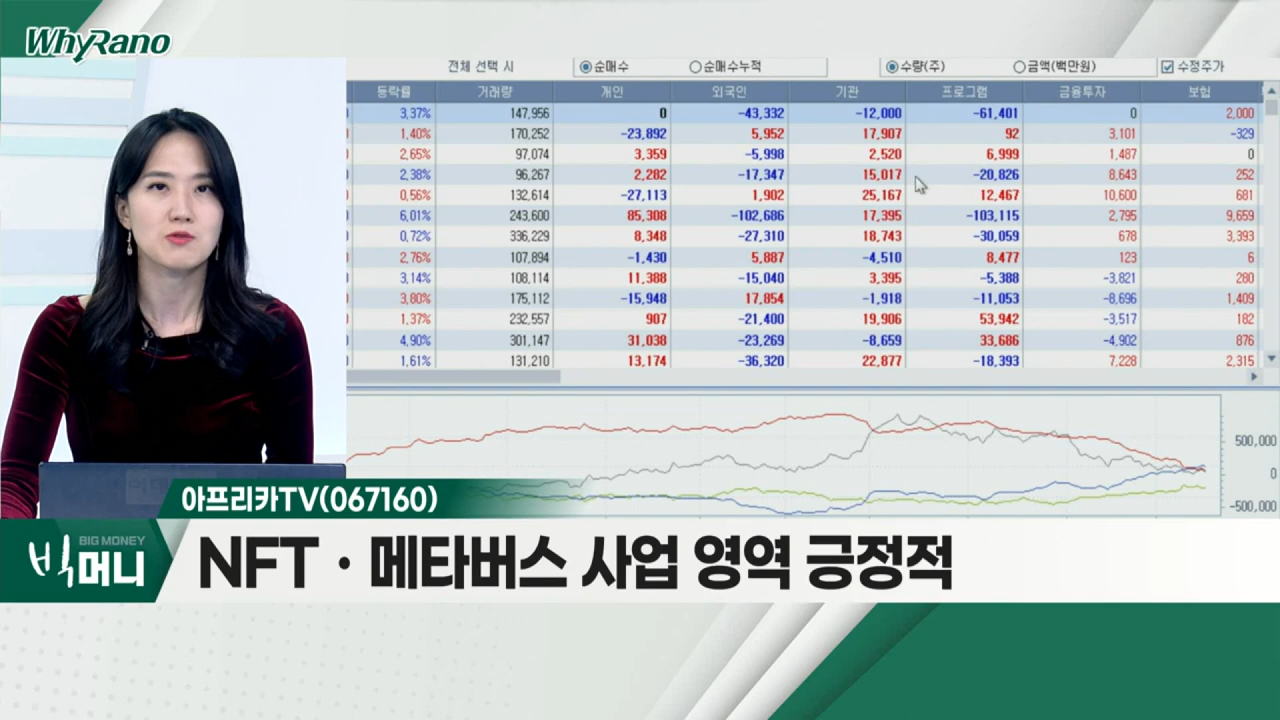 WhyRano
전체 선택 시 순매수 순매수누적 수량(주) 금액(백만원) 수정주가
등락률 거래량 개인 외국인 기관 프로그램 금융투자 보험
3,37% 147,956 0 -43,332 -12,000 -61,401 0 2,000
1,40% 170,252 -23,892 5,952 17,907 92 3,101 -329
2,65% 97,074 3,359 -5,998 2,520 6,999 1,487 0
2,38% 96,267 2,282 -17,347 15,017 -20,826 8,643 252
0,56% 132,614 -27,113 1,902 25,167 12,467 10,600 681
6,01% 243,600 85,308 -102,686 17,395 -103,115 2,795 9,659
0,72% 336,229 8,348 -27,310 18,743 -30,059 678 3,393
2,76% 107,894 -1,430 5,887 -4,510 8,477 123 6
3,14% 108,114 11,388 -15,040 3,395 -5,388 -3,821 280
3,80% 175,112 -15,948 17,854 -1,918 -11,053 -8,696 1,409
1,37% 232,557 907 -21,400 19,906 53,942 -3,517 182
4,90% 301,147 31,038 -23,269 -8,659 33,686 -4,902 876
1,61% 131,210 13,174 -36,320 22,877 -18,393 7,228 2,315
500,000
0
-500,000
아프리카TV(067160)
BIG MONEY
빅머니
NFT · 메타버스 사업 영역 긍정적